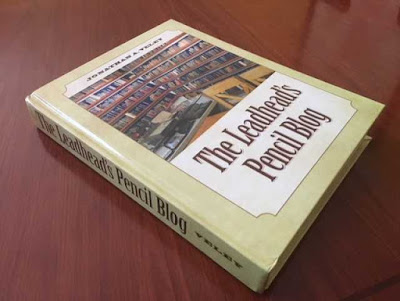 JONATHAN A. VELEY
The Leadhead's
Pencil Blog
The Leadhead's Pencil Blog
VELEY